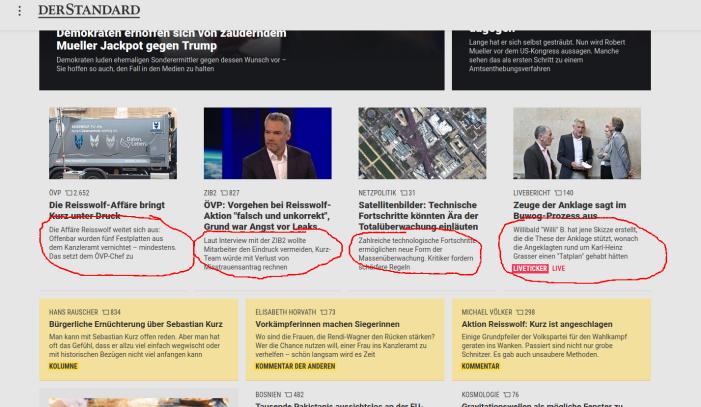 DERSTANDARD
Demokraten erhoffen sich von zauderndem
Mueller Jackpot gegen Trump
Demokraten luden ehemaligen Sonderermittler gegen dessen Wunsch vor –
Sie hoffen so auch, den Fall in den Medien zu halten
dagegen
Lange hat er sich selbst gesträubt. Nun wird Robert
Mueller vor dem US-Kongress aussagen. Manche
sehen das als ersten Schritt zu einem
Amtsenthebungsverfahren
Daten.
Leben.
ÖVP 2.652
Die Reisswolf-Affäre bringt
Kurz unter Druck
Die Affäre Reisswolf weitet sich aus:
Offenbar wurden fünf Festplatten aus
dem Kanzleramt vernichtet – mindestens.
Das setzt dem ÖVP-Chef zu
ZIB2 827
ÖVP: Vorgehen bei Reisswolf-
Aktion "falsch und unkorrekt",
Grund war Angst vor Leaks
Laut Interview mit der ZIB2 wollte
Mitarbeiter den Eindruck vermeiden, Kurz-
Team würde mit Verlust von
Misstrauensantrag rechnen
NETZPOLITIK 31
Satellitenbilder: Technische
Fortschritte könnten Ära der
Totalüberwachung einläuten
Zahlreiche technologische Fortschritte
ermöglichen neue Form der
Massenüberwachung. Kritiker fordern
schärfere Regeln
LIVEBERICHT 140
Zeuge der Anklage sagt im
Buwog-Prozess aus
Willibald "Willi" B. hat jene Skizze erstellt,
die die These der Anklage stützt, wonach
die Angeklagten rund um Karl-Heinz
Grasser einen "Tatplan" gehabt hätten
LIVETICKER LIVE
HANS RAUSCHER 834
Bürgerliche Ernüchterung über Sebastian Kurz
Man kann mit Sebastian Kurz offen reden. Aber man hat
oft das Gefühl, dass er allzu viel einfach wegwischt oder
mit historischen Bezügen nicht viel anfangen kann
KOLUMNE
ELISABETH HORVATH 73
Vorkämpferinnen machen Siegerinnen
Wo sind die Frauen, die Rendi-Wagner den Rücken stärken?
Wer die Chance nutzen will, einer Frau ins Kanzleramt zu
verhelfen – schön langsam wird es Zeit
KOMMENTAR DER ANDEREN
MICHAEL VÖLKER 298
Aktion Reisswolf: Kurz ist angeschlagen
Einige Grundpfeiler der Volkspartei für den Wahlkampf
geraten ins Wanken. Passiert sind nicht nur grobe
Schnitzer. Es gab auch unsaubere Methoden.
KOMMENTAR
BOSNIEN 482
Tausende Pakistanis aussichtslos an der EU-
KOSMOLOGIE 76
Gravitationswellen als mögliche Fenster zu